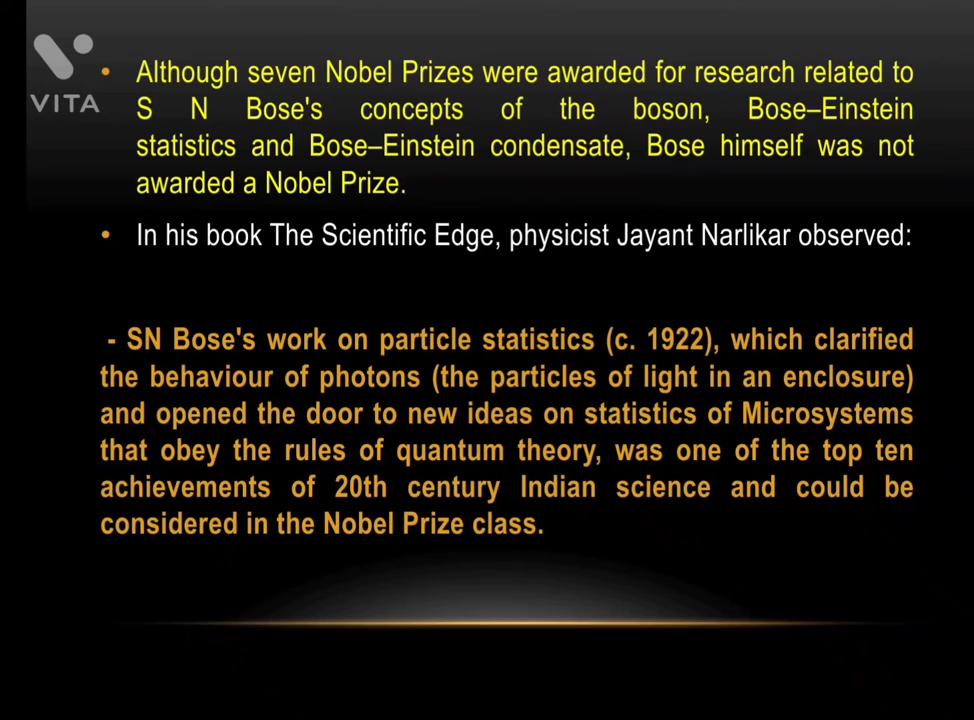 VITA
• Although seven Nobel Prizes were awarded for research related to
S N Bose's concepts of the boson, Bose–Einstein
statistics and Bose–Einstein condensate, Bose himself was not
awarded a Nobel Prize.
• In his book The Scientific Edge, physicist Jayant Narlikar observed:
- SN Bose's work on particle statistics (c. 1922), which clarified
the behaviour of photons (the particles of light in an enclosure)
and opened the door to new ideas on statistics of Microsystems
that obey the rules of quantum theory, was one of the top ten
achievements of 20th century Indian science and could be
considered in the Nobel Prize class.